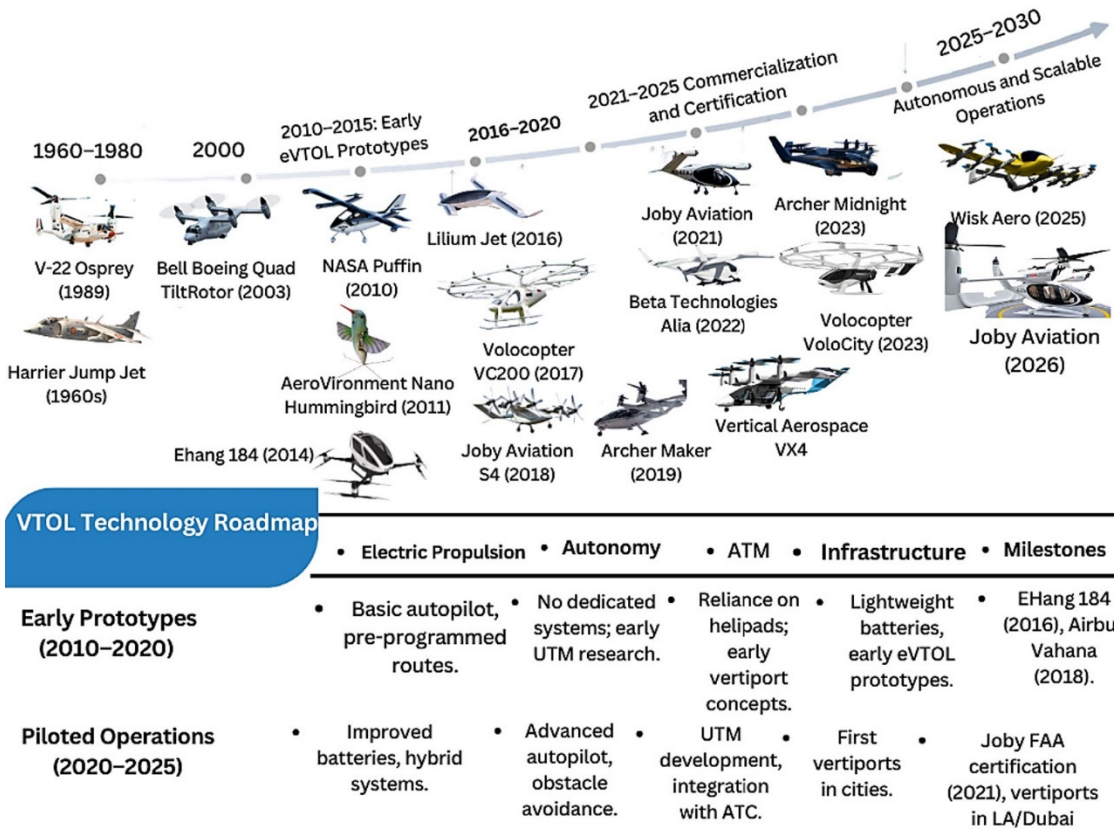 1960–1980
2000
2010–2015: Early
eVTOL Prototypes
2016–2020
2021–2025 Commercialization
and Certification
2025–2030
Autonomous and Scalable
Operations
V-22 Osprey
(1989)
Harrier Jump Jet
(1960s)
Bell Boeing Quad
TiltRotor (2003)
NASA Puffin
(2010)
AeroVironment Nano
Hummingbird (2011)
Ehang 184 (2014)
Lilium Jet (2016)
Volocopter
VC200 (2017)
Joby Aviation
S4 (2018)
Archer Maker
(2019)
Joby Aviation
(2021)
Beta Technologies
Alia (2022)
Vertical Aerospace
VX4
Archer Midnight
(2023)
Volocopter
VoloCity (2023)
Wisk Aero (2025)
Joby Aviation
(2026)
VTOL Technology Roadmap
• Electric Propulsion • Autonomy • ATM • Infrastructure • Milestones
Early Prototypes
(2010–2020)
• Basic autopilot,
pre-programmed
routes.
• No dedicated
systems; early
UTM research.
• Reliance on
helipads;
early
vertiport
concepts.
• Lightweight
batteries,
early eVTOL
prototypes.
• EHang 184
(2016), Airbu
Vahana
(2018).
Piloted Operations
(2020–2025)
• Improved
batteries, hybrid
systems.
• Advanced
autopilot,
obstacle
avoidance.
• UTM
development,
integration
with ATC.
• First
vertiports
in cities.
• Joby FAA
certification
(2021), vertiports
in LA/Dubai